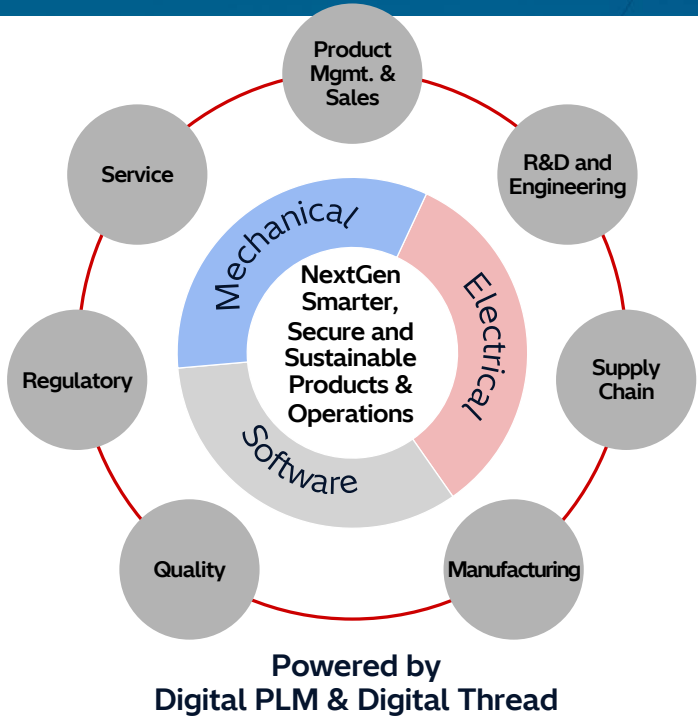 Product
Mgmt. &
Sales
R&D and
Engineering
Supply
Chain
Manufacturing
Quality
Regulatory
Service
Mechanical
Electrical
Software
NextGen
Smarter,
Secure and
Sustainable
Products &
Operations
Powered by
Digital PLM & Digital Thread